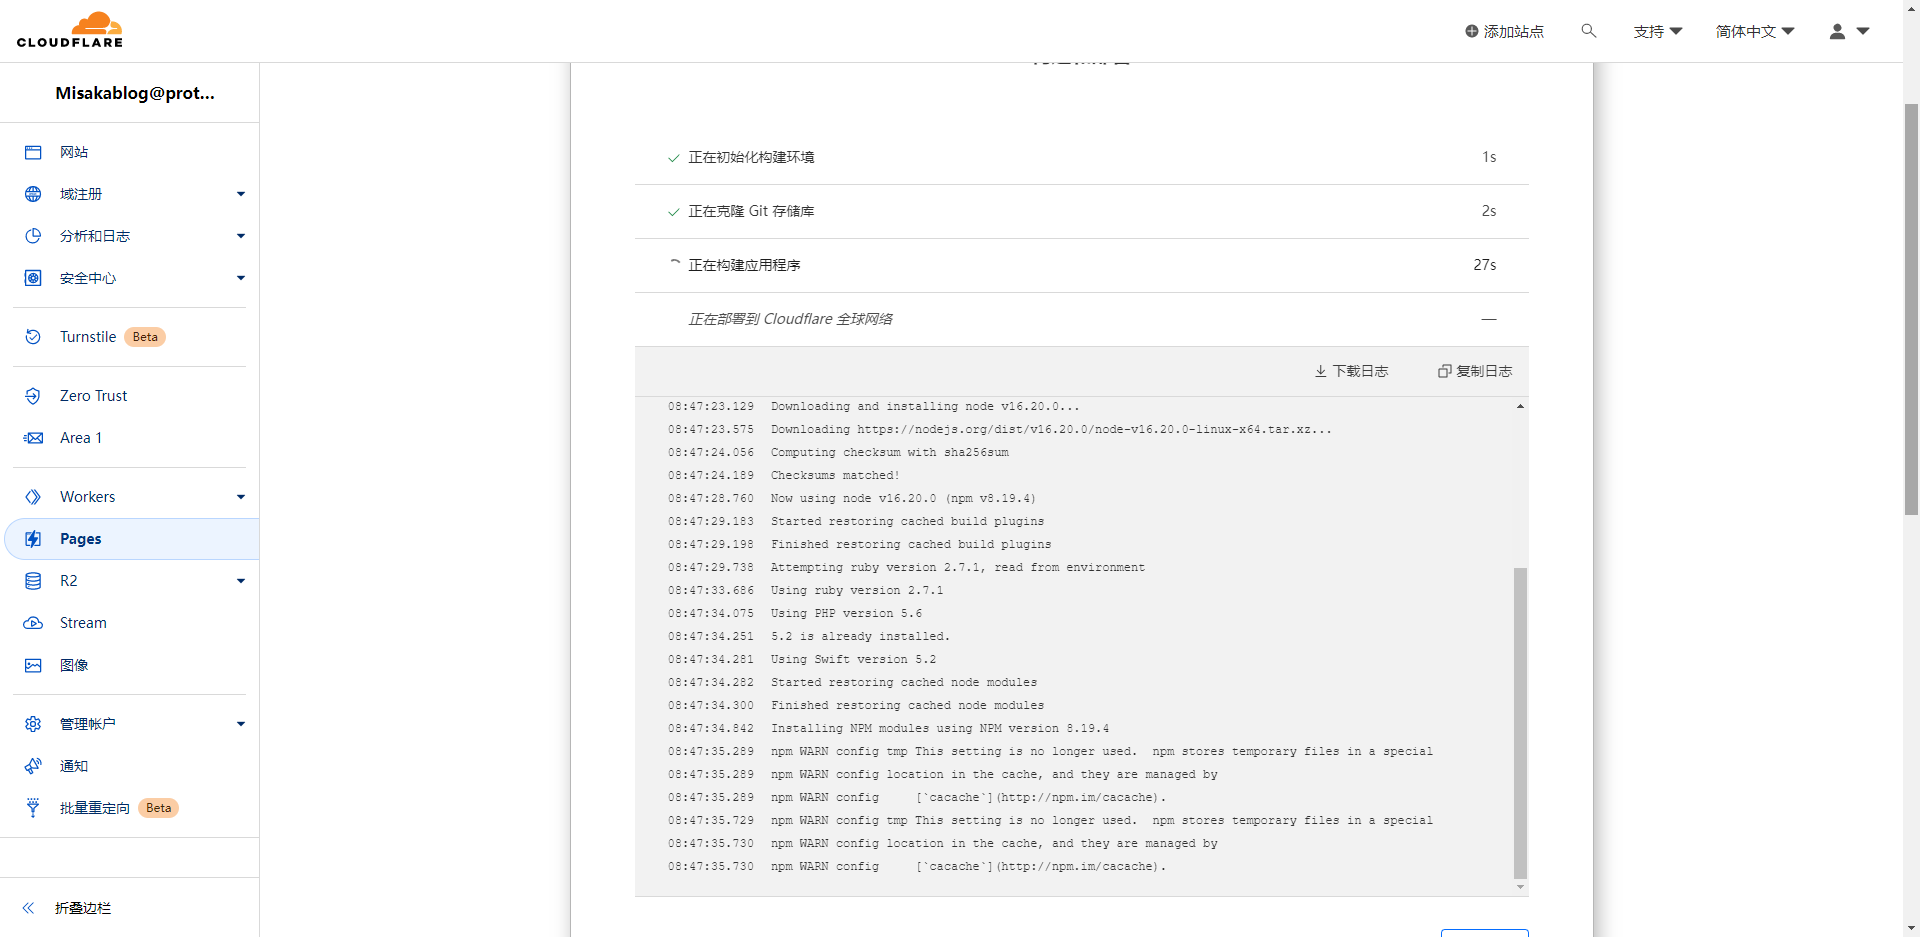 CLOUDFLARE
添加站点
支持
简体中文
Misakablog@prot...
网站
域注册
分析和日志
安全中心
Turnstile Beta
Zero Trust
Area 1
Workers
Pages
R2
Stream
图像
管理帐户
通知
批量重定向 Beta
折叠边栏
正在初始化构建环境 1s
正在克隆 Git 存储库 2s
正在构建应用程序 27s
正在部署到 Cloudflare 全球网络 —
下载日志 复制日志
08:47:23.129 Downloading and installing node v16.20.0...
08:47:23.575 Downloading https://nodejs.org/dist/v16.20.0/node-v16.20.0-linux-x64.tar.xz...
08:47:24.056 Computing checksum with sha256sum
08:47:24.189 Checksums matched!
08:47:28.760 Now using node v16.20.0 (npm v8.19.4)
08:47:29.183 Started restoring cached build plugins
08:47:29.198 Finished restoring cached build plugins
08:47:29.738 Attempting ruby version 2.7.1, read from environment
08:47:33.686 Using ruby version 2.7.1
08:47:34.075 Using PHP version 5.6
08:47:34.251 5.2 is already installed.
08:47:34.281 Using Swift version 5.2
08:47:34.282 Started restoring cached node modules
08:47:34.300 Finished restoring cached node modules
08:47:34.842 Installing NPM modules using NPM version 8.19.4
08:47:35.289 npm WARN config tmp This setting is no longer used.  npm stores temporary files in a special
08:47:35.289 npm WARN config location in the cache, and they are managed by
08:47:35.289 npm WARN config     [`cacache`](http://npm.im/cacache).
08:47:35.729 npm WARN config tmp This setting is no longer used.  npm stores temporary files in a special
08:47:35.730 npm WARN config location in the cache, and they are managed by
08:47:35.730 npm WARN config     [`cacache`](http://npm.im/cacache).